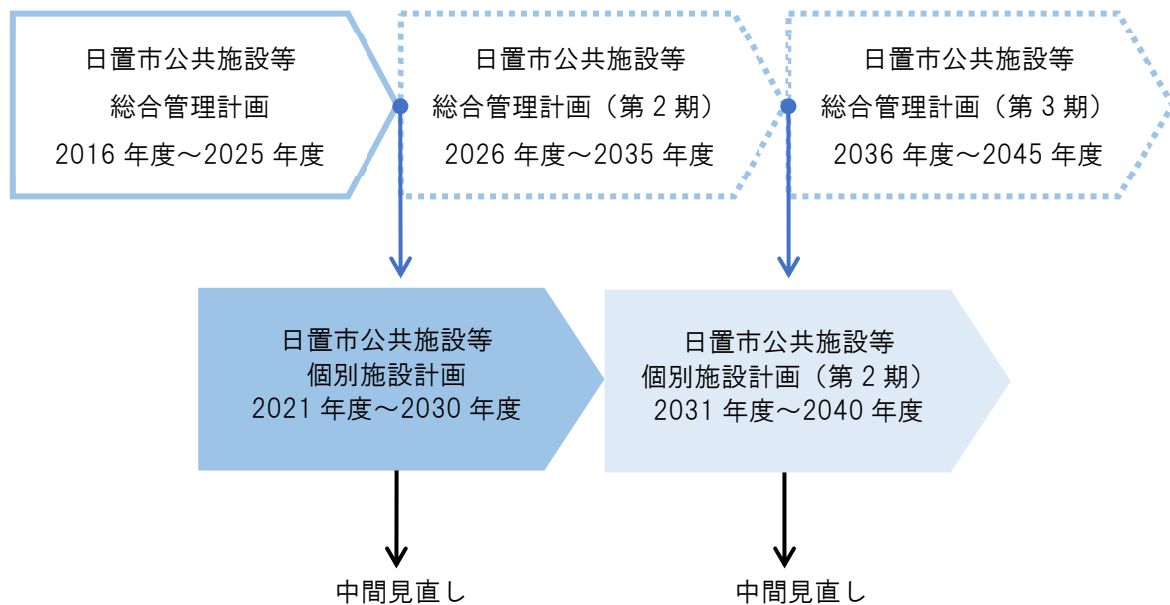 日置市公共施設等
総合管理計画
2016 年度～2025 年度
日置市公共施設等
総合管理計画（第 2 期）
2026 年度～2035 年度
日置市公共施設等
総合管理計画（第 3 期）
2036 年度～2045 年度
日置市公共施設等
個別施設計画
2021 年度～2030 年度
日置市公共施設等
個別施設計画（第 2 期）
2031 年度～2040 年度
中間見直し
中間見直し